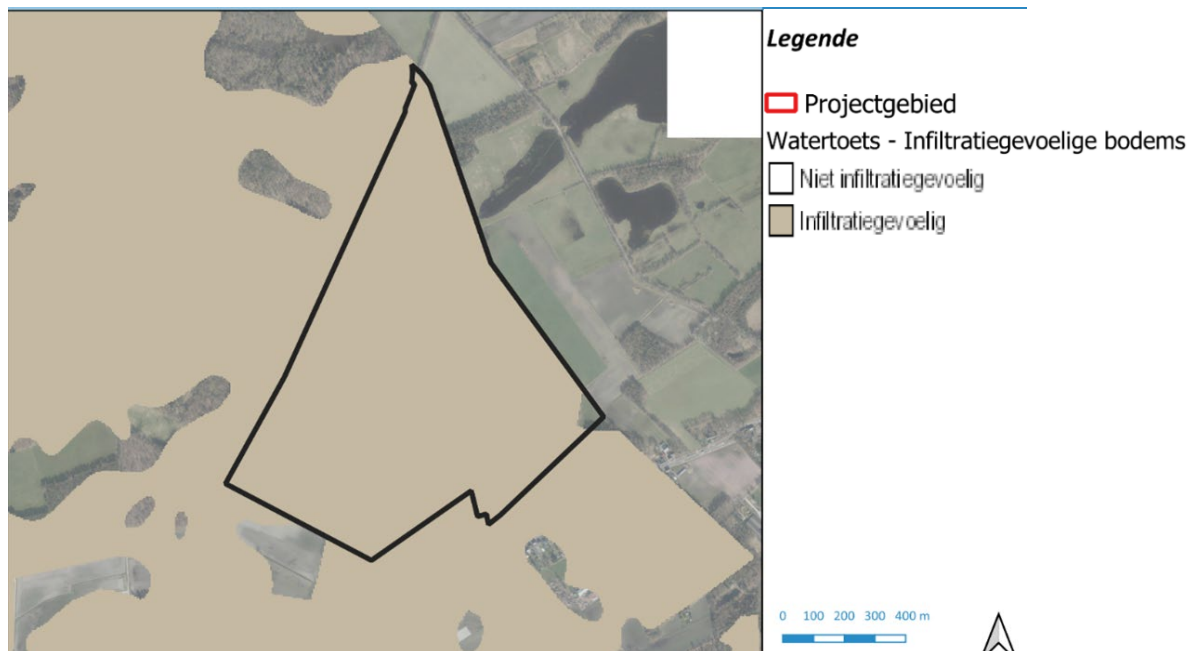 Legende
Projectgebied
Watertoets - Infiltratiegevoelige bodems
Niet infiltratiegevoelig
Infiltratiegevoelig
0 100 200 300 400 m